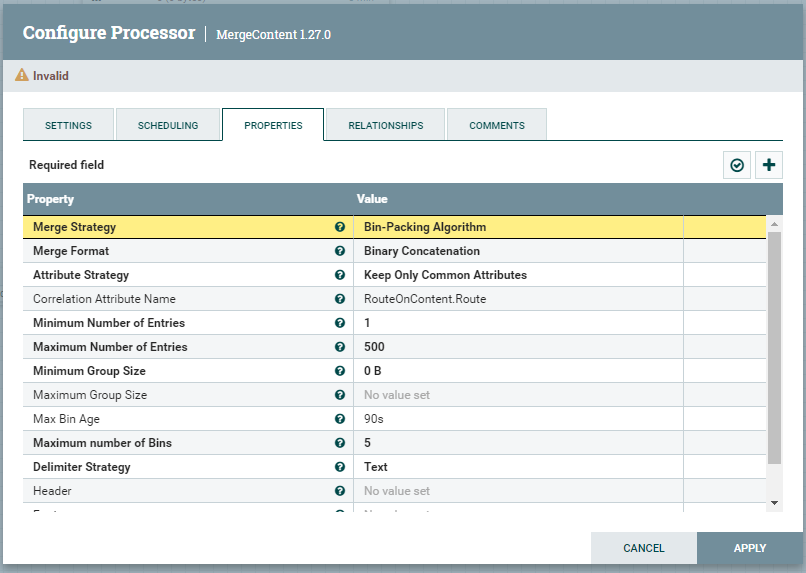 Configure Processor | MergeContent 1.27.0
Invalid
SETTINGS SCHEDULING PROPERTIES RELATIONSHIPS COMMENTS
Required field
Property Value
Merge Strategy Bin-Packing Algorithm
Merge Format Binary Concatenation
Attribute Strategy Keep Only Common Attributes
Correlation Attribute Name RouteOnContent.Route
Minimum Number of Entries 1
Maximum Number of Entries 500
Minimum Group Size 0 B
Maximum Group Size No value set
Max Bin Age 90s
Maximum number of Bins 5
Delimiter Strategy Text
Header No value set
CANCEL APPLY